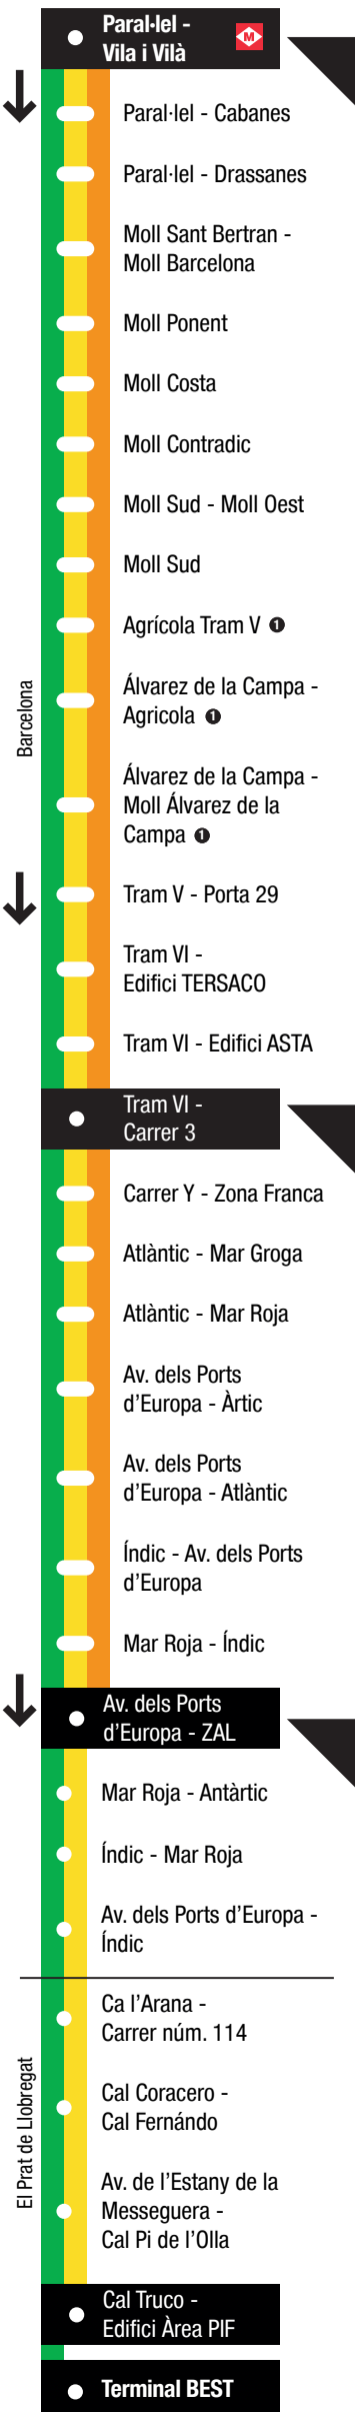 Paral·lel -
Vila i Vilà
M
Paral·lel - Cabanes
Paral·lel - Drassanes
Moll Sant Bertran -
Moll Barcelona
Moll Ponent
Moll Costa
Moll Contradic
Moll Sud - Moll Oest
Moll Sud
Agrícola Tram V 1
Álvarez de la Campa -
Agricola 1
Álvarez de la Campa -
Moll Álvarez de la
Campa 1
Tram V - Porta 29
Tram VI -
Edifici TERSACO
Tram VI - Edifici ASTA
Tram VI -
Carrer 3
Carrer Y - Zona Franca
Atlàntic - Mar Groga
Atlàntic - Mar Roja
Av. dels Ports
d'Europa - Àrtic
Av. dels Ports
d'Europa - Atlàntic
Índic - Av. dels Ports
d'Europa
Mar Roja - Índic
Av. dels Ports
d'Europa - ZAL
Mar Roja - Antàrtic
Índic - Mar Roja
Av. dels Ports d'Europa -
Índic
Barcelona
Ca l'Arana -
Carrer núm. 114
Cal Coracero -
Cal Fernándo
Av. de l'Estany de la
Messeguera -
Cal Pi de l'Olla
Cal Truco -
Edifici Àrea PIF
Terminal BEST
El Prat de Llobregat